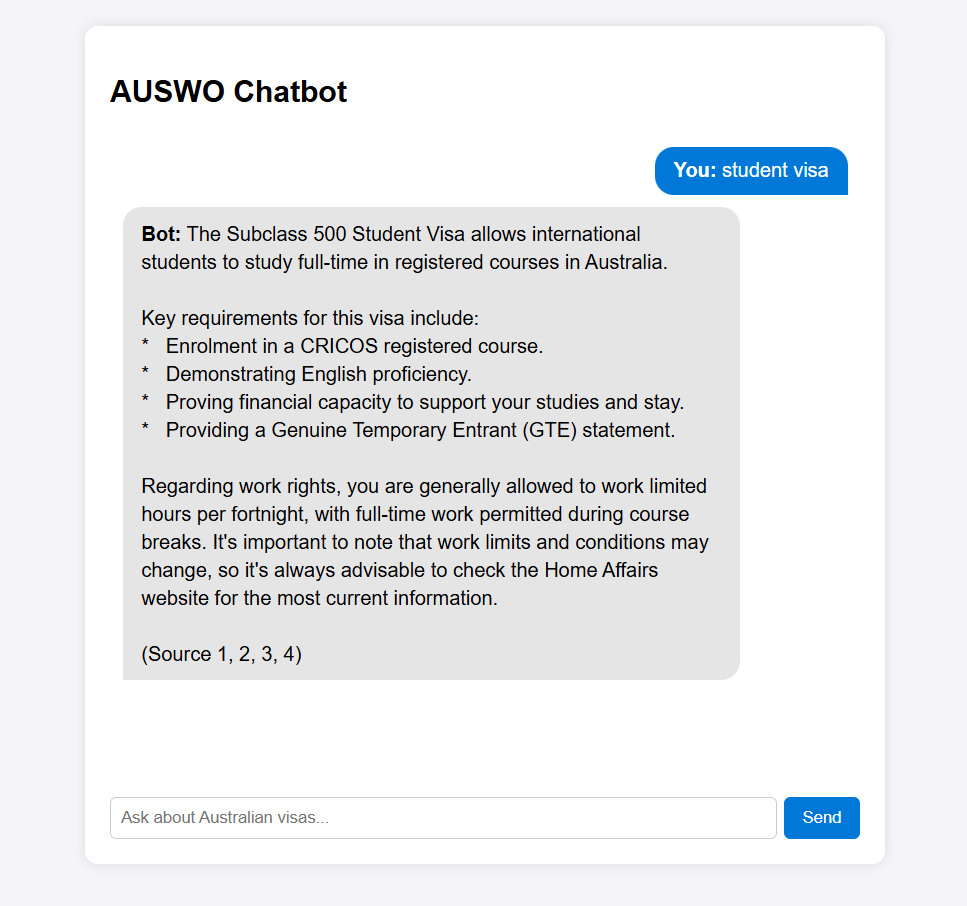 AUSWO Chatbot
You: student visa
Bot: The Subclass 500 Student Visa allows international
students to study full-time in registered courses in Australia.
Key requirements for this visa include:
* Enrolment in a CRICOS registered course.
* Demonstrating English proficiency.
* Proving financial capacity to support your studies and stay.
* Providing a Genuine Temporary Entrant (GTE) statement.
Regarding work rights, you are generally allowed to work limited
hours per fortnight, with full-time work permitted during course
breaks. It's important to note that work limits and conditions may
change, so it's always advisable to check the Home Affairs
website for the most current information.
(Source 1, 2, 3, 4)
Ask about Australian visas...
Send